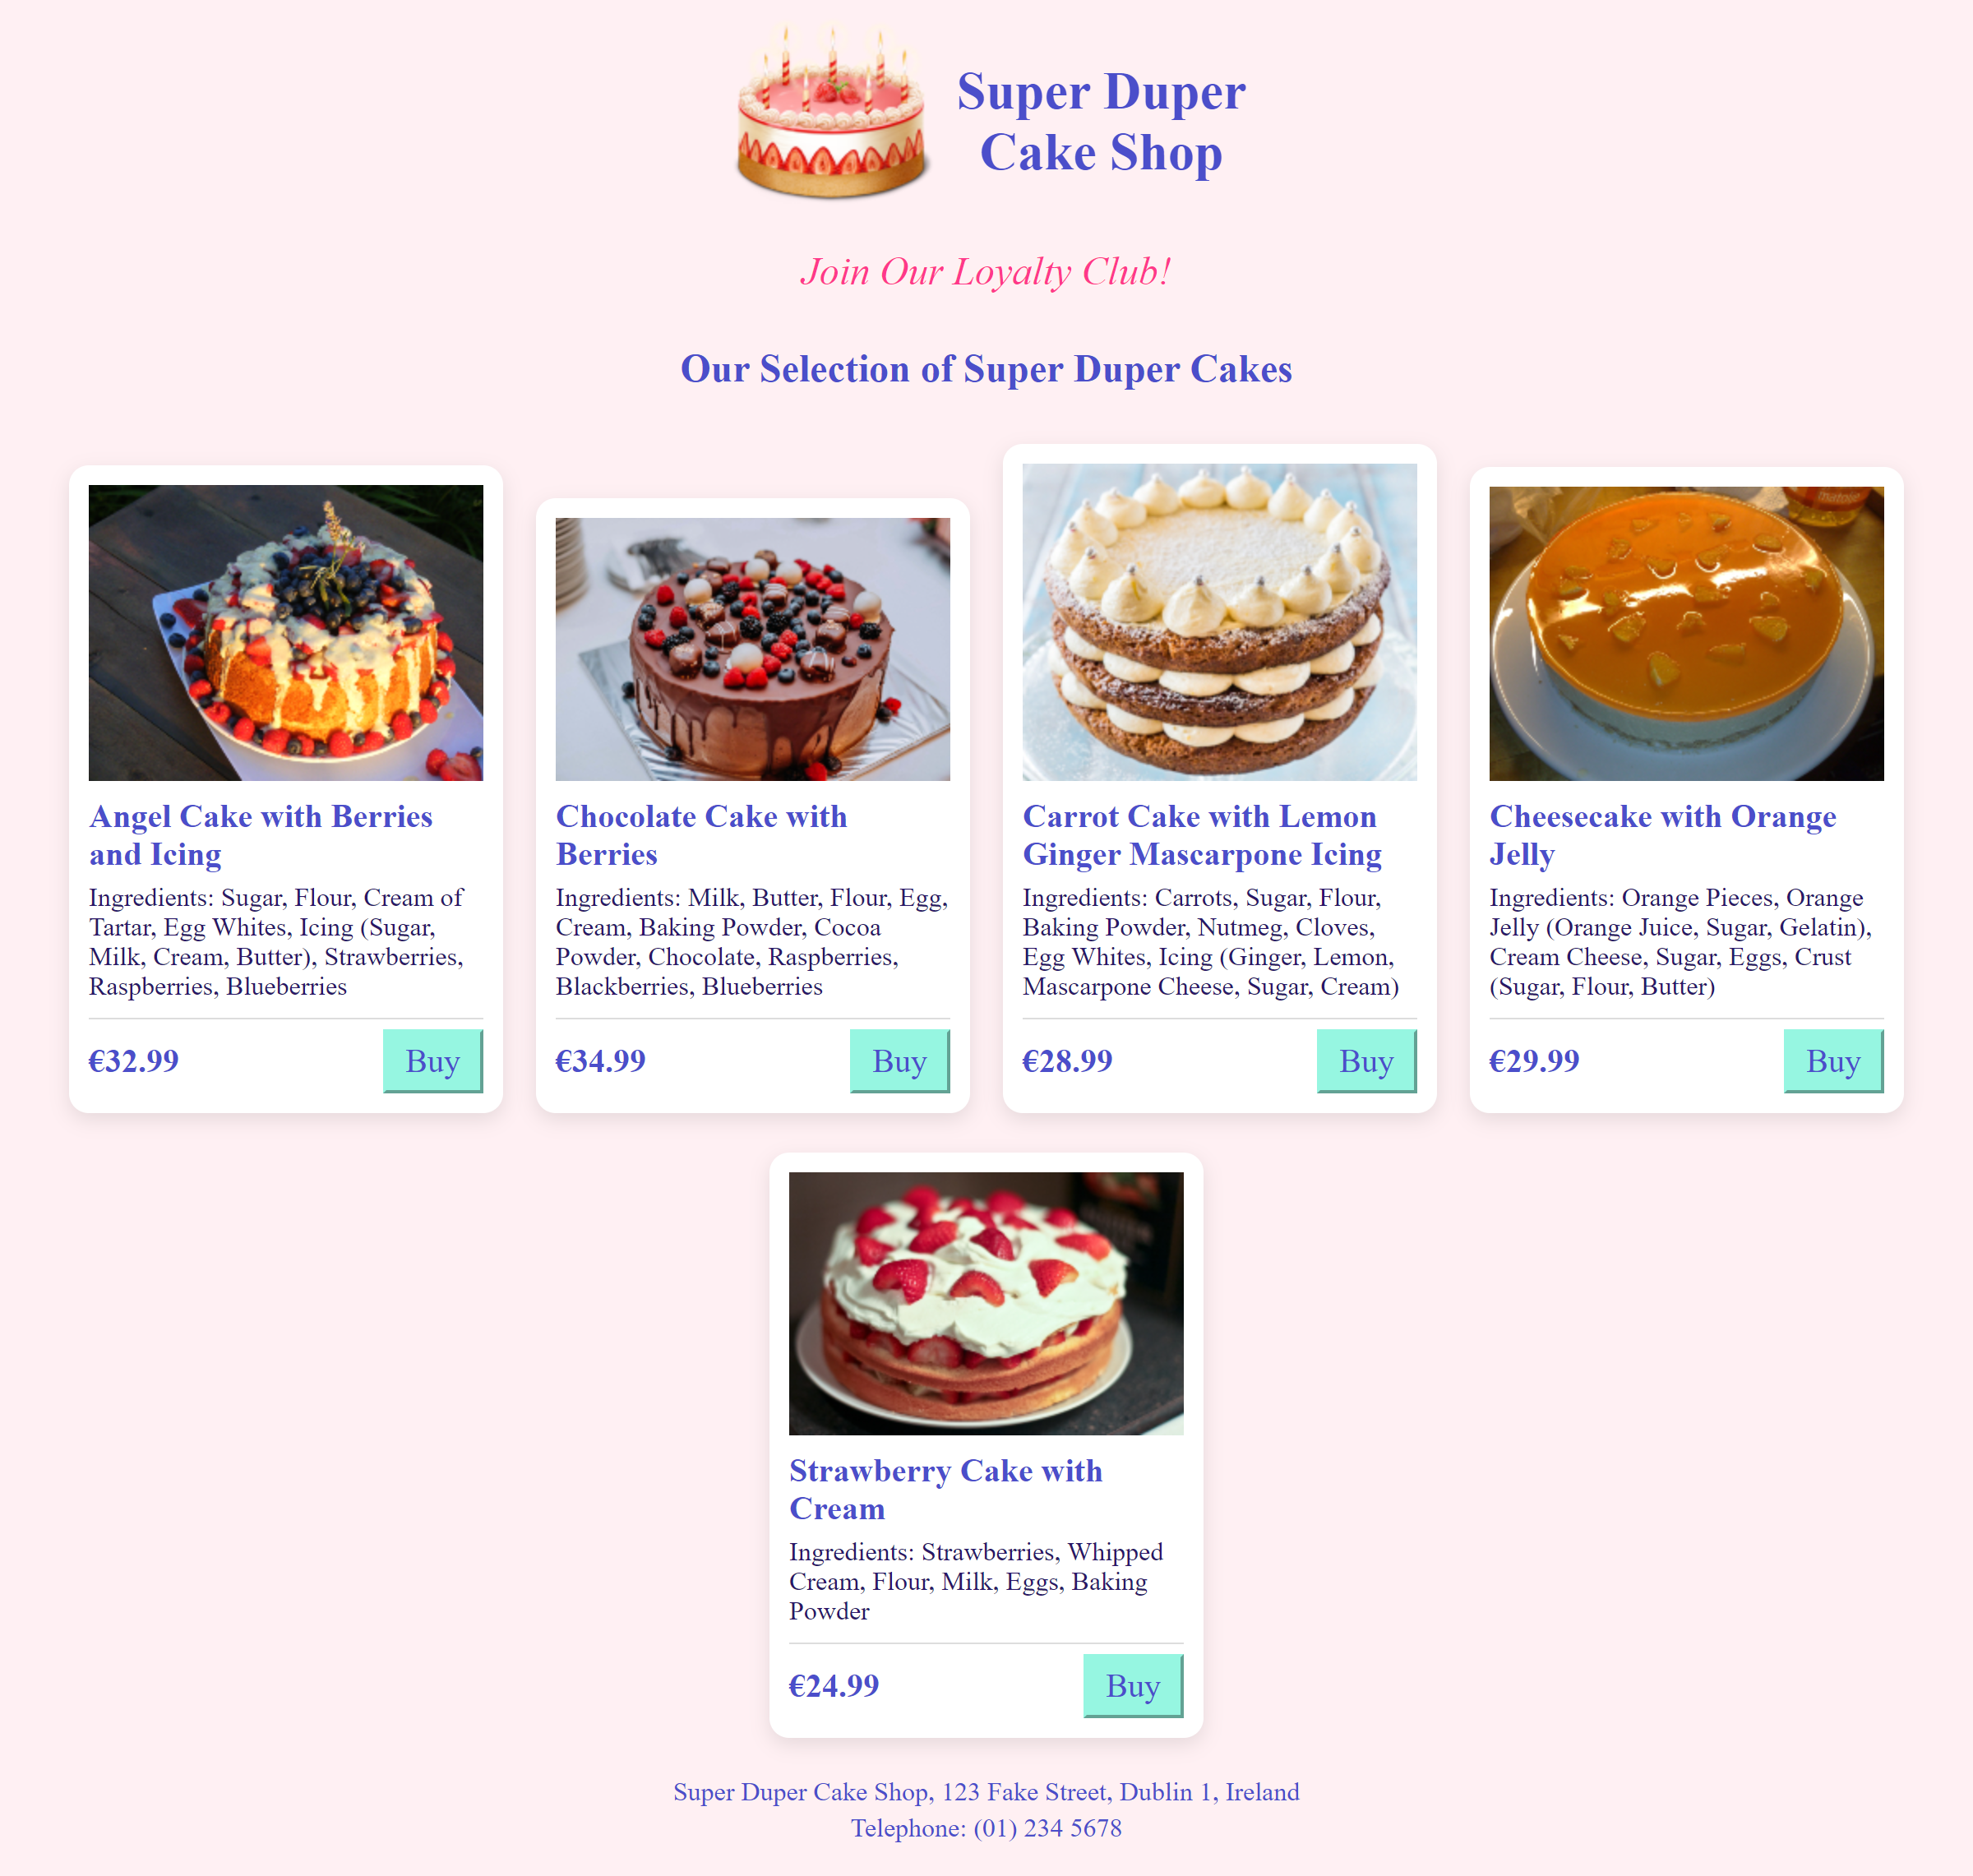 Super Duper
Cake Shop
Join Our Loyalty Club!
Our Selection of Super Duper Cakes
Angel Cake with Berries
and Icing
Ingredients: Sugar, Flour, Cream of
Tartar, Egg Whites, Icing (Sugar,
Milk, Cream, Butter), Strawberries,
Raspberries, Blueberries
€32.99
Buy
Chocolate Cake with
Berries
Ingredients: Milk, Butter, Flour, Egg,
Cream, Baking Powder, Cocoa
Powder, Chocolate, Raspberries,
Blackberries, Blueberries
€34.99
Buy
Carrot Cake with Lemon
Ginger Mascarpone Icing
Ingredients: Carrots, Sugar, Flour,
Baking Powder, Nutmeg, Cloves,
Egg Whites, Icing (Ginger, Lemon,
Mascarpone Cheese, Sugar, Cream)
€28.99
Buy
Cheesecake with Orange
Jelly
Ingredients: Orange Pieces, Orange
Jelly (Orange Juice, Sugar, Gelatin),
Cream Cheese, Sugar, Eggs, Crust
(Sugar, Flour, Butter)
€29.99
Buy
Strawberry Cake with
Cream
Ingredients: Strawberries, Whipped
Cream, Flour, Milk, Eggs, Baking
Powder
€24.99
Buy
Super Duper Cake Shop, 123 Fake Street, Dublin 1, Ireland
Telephone: (01) 234 5678